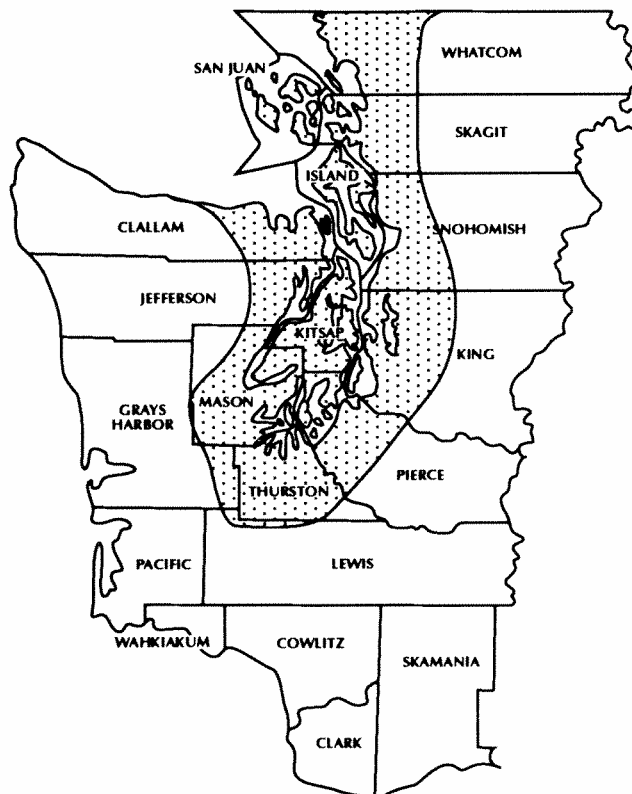 WHATCOM
SAN JUAN
SKAGIT
ISLAND
CLALLAM
SNOHOMISH
JEFFERSON
KITSAP
KING
MASON
GRAYS
HARBOR
PIERCE
THURSTON
PACIFIC
LEWIS
WAHKIAKUM
COWLITZ
SKAMANIA
CLARK